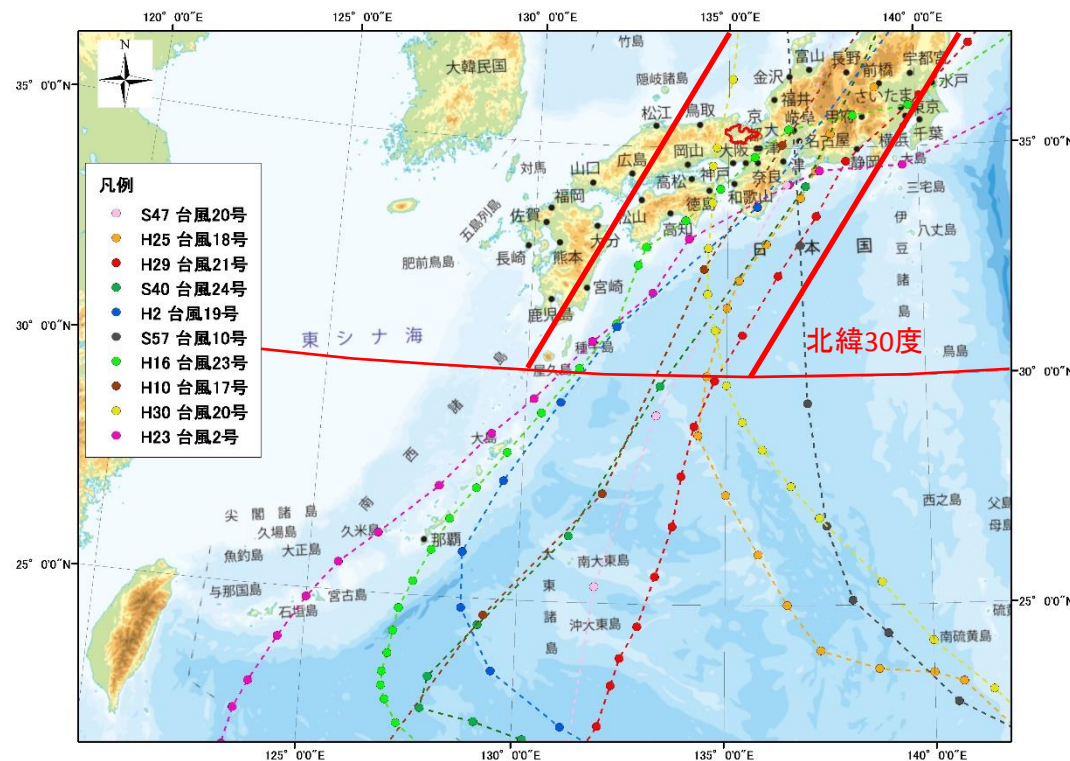 120° 0'0"E
125° 0'0"E
130° 0'0"E
135° 0'0"E
140° 0'0"E
N
竹島
大韓民国
隠岐諸島
松江
鳥取
京
金沢
富山
長野
前橋
宇都宮
水戸
福井
岐阜
さいたま
東京
甲府
千葉
横浜
名古屋
静岡
大島
三宅島
八丈島
伊豆諸島
鳥島
対馬
山口
広島
岡山
神戸
大阪
大津
津
奈良
和歌山
高松
徳島
松山
高知
福岡
佐賀
長崎
大分
熊本
宮崎
鹿児島
五島列島
肥前鳥島
日本国
35° 0'0"N
35° 0'0"N
凡例
S47 台風20号
H25 台風18号
H29 台風21号
S40 台風24号
H2 台風19号
S57 台風10号
H16 台風23号
H10 台風17号
H30 台風20号
H23 台風2号
30° 0'0"N
30° 0'0"N
北緯30度
東シナ海
種子島
屋久島
南西諸島
大島
尖閣諸島
久場島
魚釣島
大正島
久米島
那覇
与那国島
石垣島
宮古島
大東諸島
南大東島
沖大東島
西之島
父島
母島
硫黄
南硫黄島
25° 0'0"N
25° 0'0"N
125° 0'0"E
130° 0'0"E
135° 0'0"E
140° 0'0"E